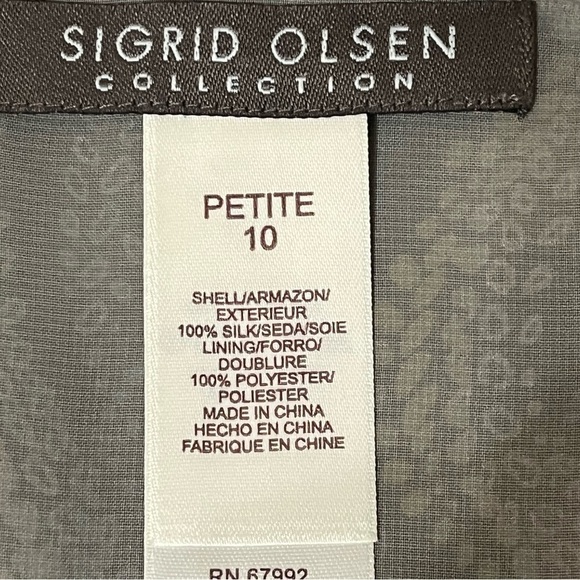 SIGRID OLSEN
COLLECTION
PETITE
10
SHELL/ARMAZON/
EXTERIEUR
100% SILK/SEDA/SOIE
LINING/FORRO/
DOUBLURE
100% POLYESTER/
POLIESTER
MADE IN CHINA
HECHO EN CHINA
FABRIQUE EN CHINE
RN 67992